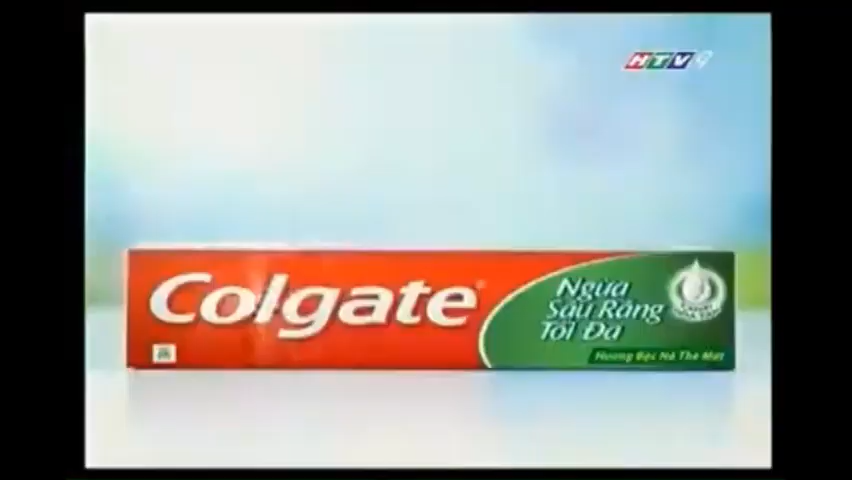 HTV9
Colgate
Ngừa
Sâu Răng
Tối Đa
Hương Bạc Hà The Mát